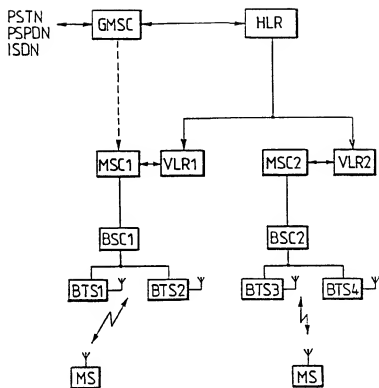 PSTN
PSPDN
ISDN
GMSC
HLR
MSC1
VLR1
MSC2
VLR2
BSC1
BSC2
BTS1
BTS2
BTS3
BTS4
MS
MS